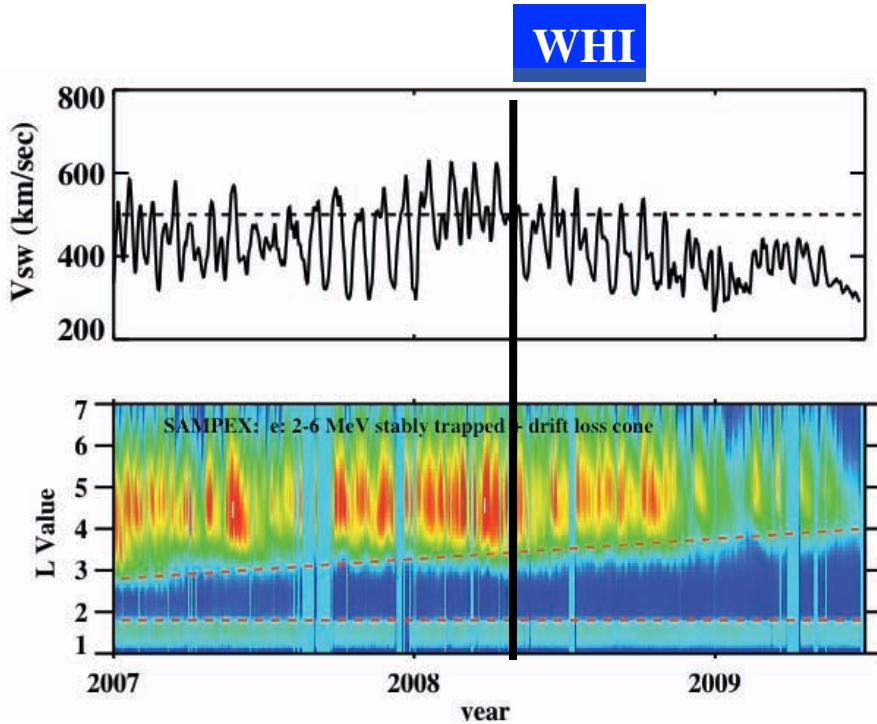 WHI
800
600
400
200
Vsw (km/sec)
7
6
5
4
3
2
1
L Value
SAMPEX: e: 2-6 MeV stably trapped + drift loss cone
2007
2008
2009
year